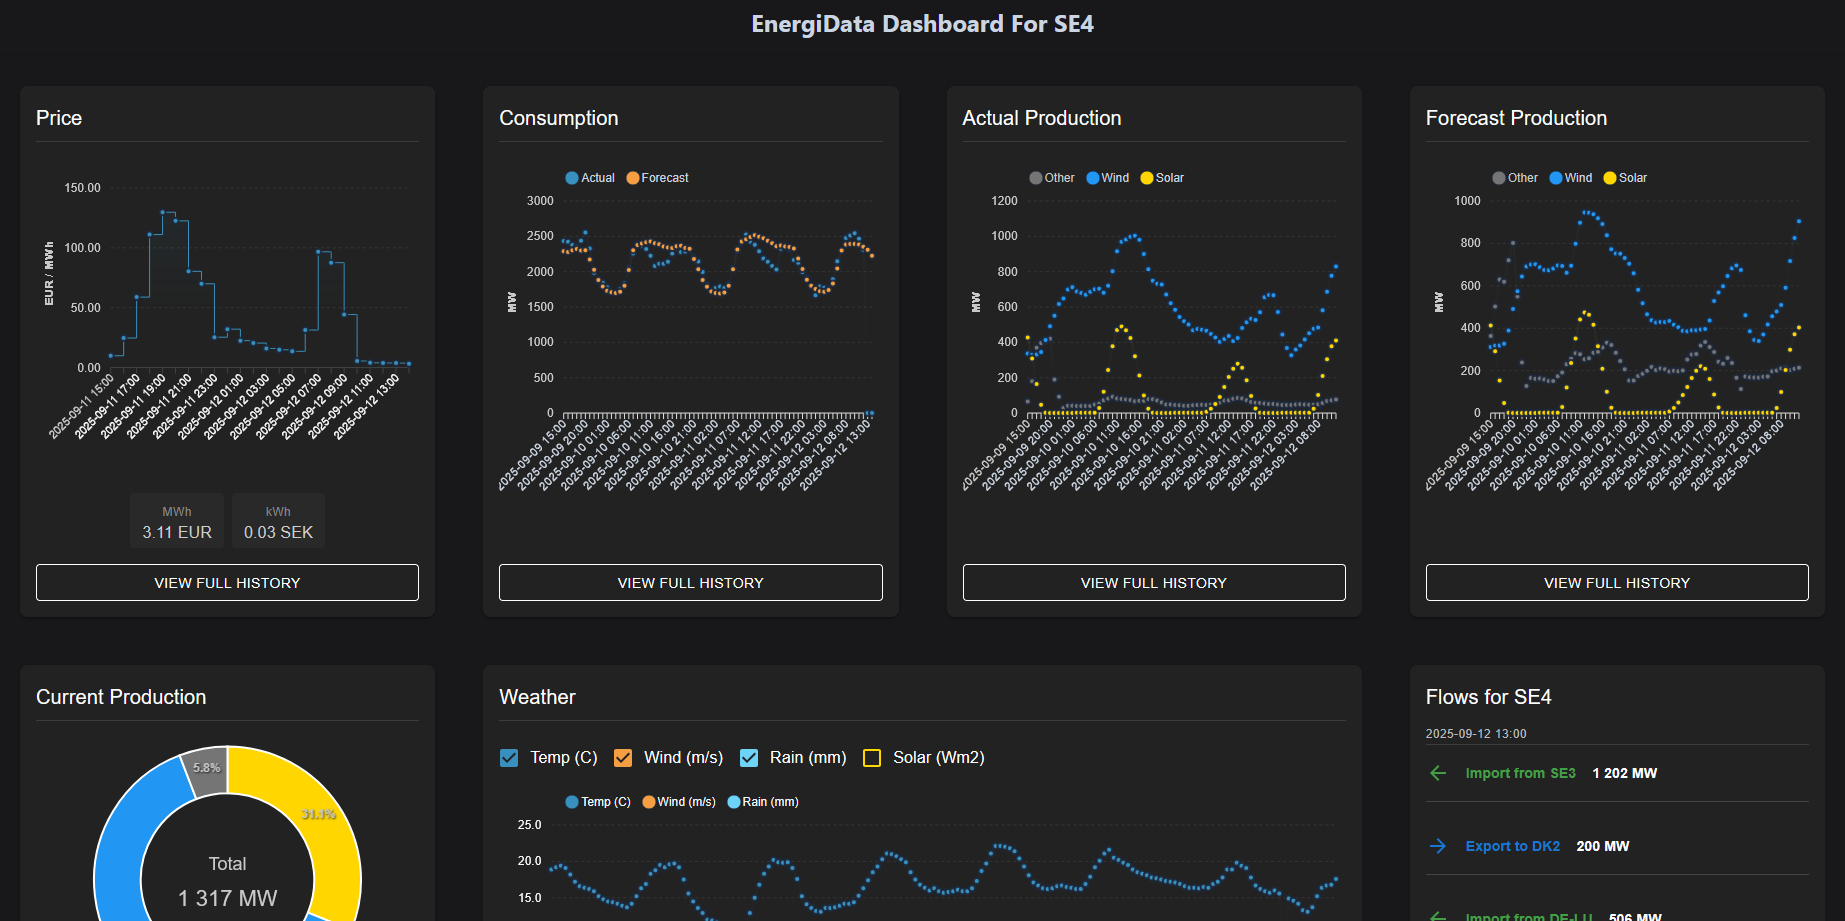 EnergiData Dashboard For SE4
Price
EUR / MWh
150.00
100.00
50.00
0.00
2025-09-11 15:00
2025-09-11 17:00
2025-09-11 19:00
2025-09-11 21:00
2025-09-11 23:00
2025-09-12 01:00
2025-09-12 03:00
2025-09-12 05:00
2025-09-12 07:00
2025-09-12 09:00
2025-09-12 11:00
2025-09-12 13:00
MWh
3.11 EUR
kWh
0.03 SEK
VIEW FULL HISTORY
Consumption
Actual Forecast
MW
3000
2500
2000
1500
1000
500
0
2025-09-09 15:00
2025-09-09 20:00
2025-09-10 01:00
2025-09-10 06:00
2025-09-10 11:00
2025-09-10 16:00
2025-09-10 21:00
2025-09-11 02:00
2025-09-11 07:00
2025-09-11 12:00
2025-09-11 17:00
2025-09-11 22:00
2025-09-12 03:00
2025-09-12 08:00
2025-09-12 13:00
VIEW FULL HISTORY
Actual Production
Other Wind Solar
MW
1200
1000
800
600
400
200
0
2025-09-09 15:00
2025-09-09 20:00
2025-09-10 01:00
2025-09-10 06:00
2025-09-10 11:00
2025-09-10 16:00
2025-09-10 21:00
2025-09-11 02:00
2025-09-11 07:00
2025-09-11 12:00
2025-09-11 17:00
2025-09-11 22:00
2025-09-12 03:00
2025-09-12 08:00
VIEW FULL HISTORY
Forecast Production
Other Wind Solar
MW
1000
800
600
400
200
0
2025-09-09 15:00
2025-09-09 20:00
2025-09-10 01:00
2025-09-10 06:00
2025-09-10 11:00
2025-09-10 16:00
2025-09-10 21:00
2025-09-11 02:00
2025-09-11 07:00
2025-09-11 12:00
2025-09-11 17:00
2025-09-11 22:00
2025-09-12 03:00
2025-09-12 08:00
VIEW FULL HISTORY
Current Production
5.8%
31.1%
Total
1 317 MW
Weather
Temp (C) Wind (m/s) Rain (mm) Solar (Wm2)
Temp (C) Wind (m/s) Rain (mm)
25.0
20.0
15.0
Flows for SE4
2025-09-12 13:00
Import from SE3 1 202 MW
Export to DK2 200 MW
Import from DE-LU 506 MW